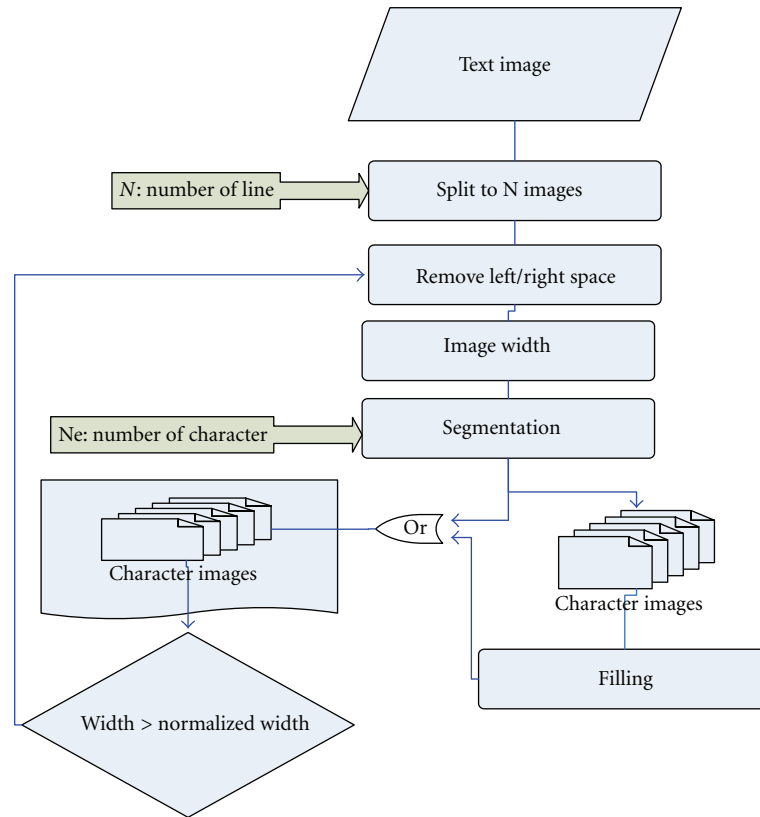 Text image
N: number of line
Split to N images
Remove left/right space
Image width
Ne: number of character
Segmentation
Or
Character images
Character images
Filling
Width > normalized width